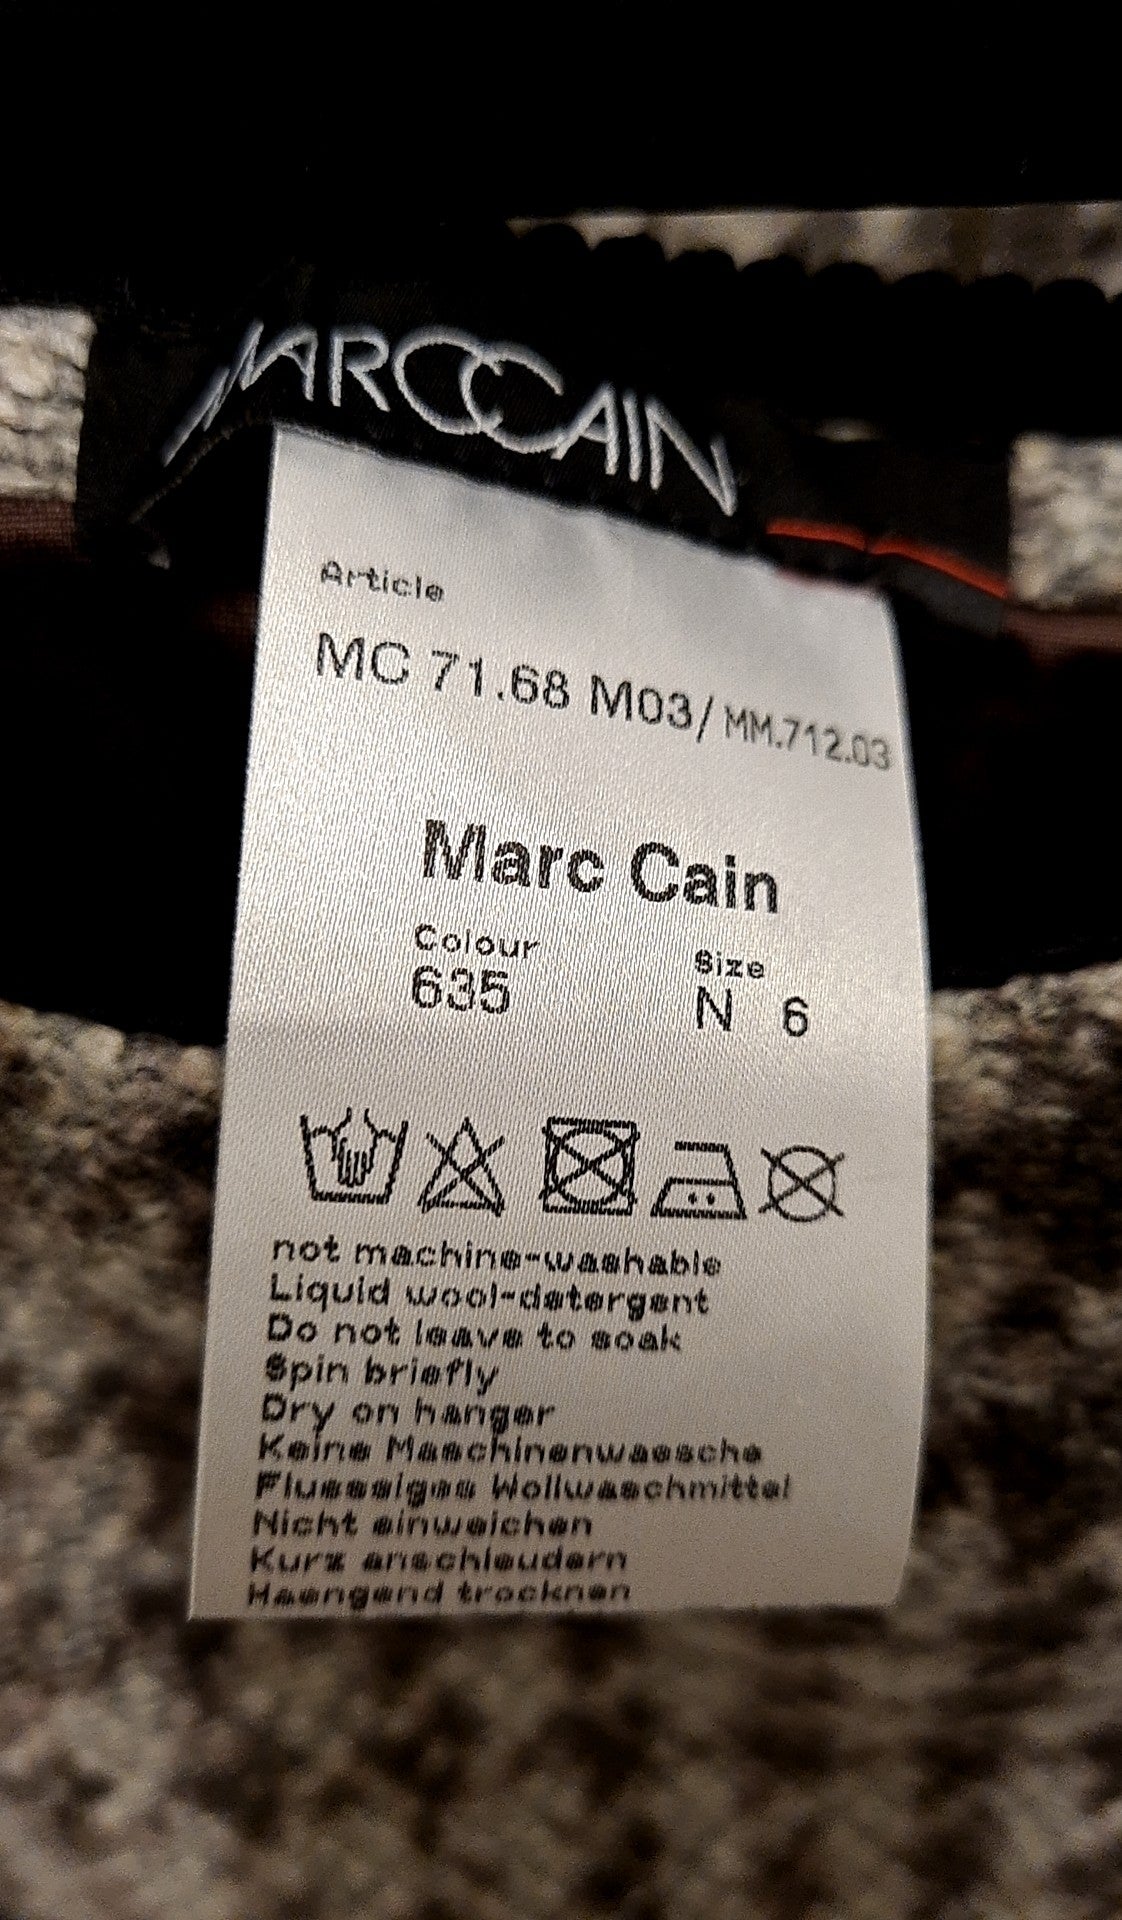 MARCCAIN
Article
MC 71.68 M03/ MM.712.03
Marc Cain
Colour Size
635 N 6
not machine-washable
Liquid wool-detergent
Do not leave to soak
Spin briefly
Dry on hanger
Keine Maschinenwaesche
Fluessiges Wollwaschmittel
Nicht einweichen
Kurz anschleudern
Haengend trocknen